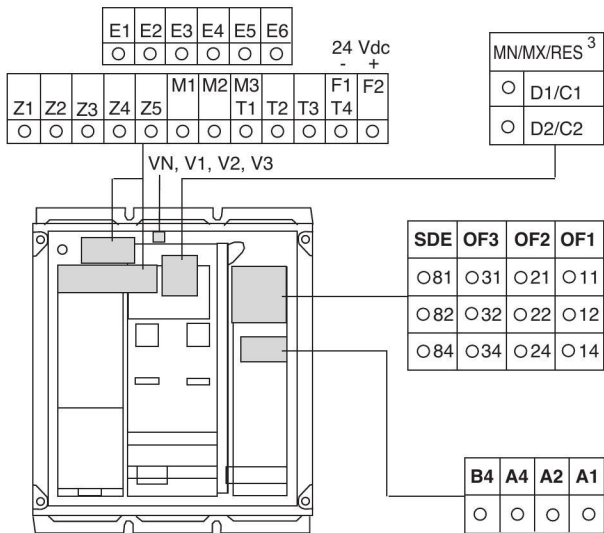 E1 E2 E3 E4 E5 E6
24 Vdc
- +
MN/MX/RES 3
M1 M2 M3 F1 F2
Z1 Z2 Z3 Z4 Z5 T1 T2 T3 T4
D1/C1
D2/C2
VN, V1, V2, V3
SDE OF3 OF2 OF1
81 31 21 11
82 32 22 12
84 34 24 14
B4 A4 A2 A1